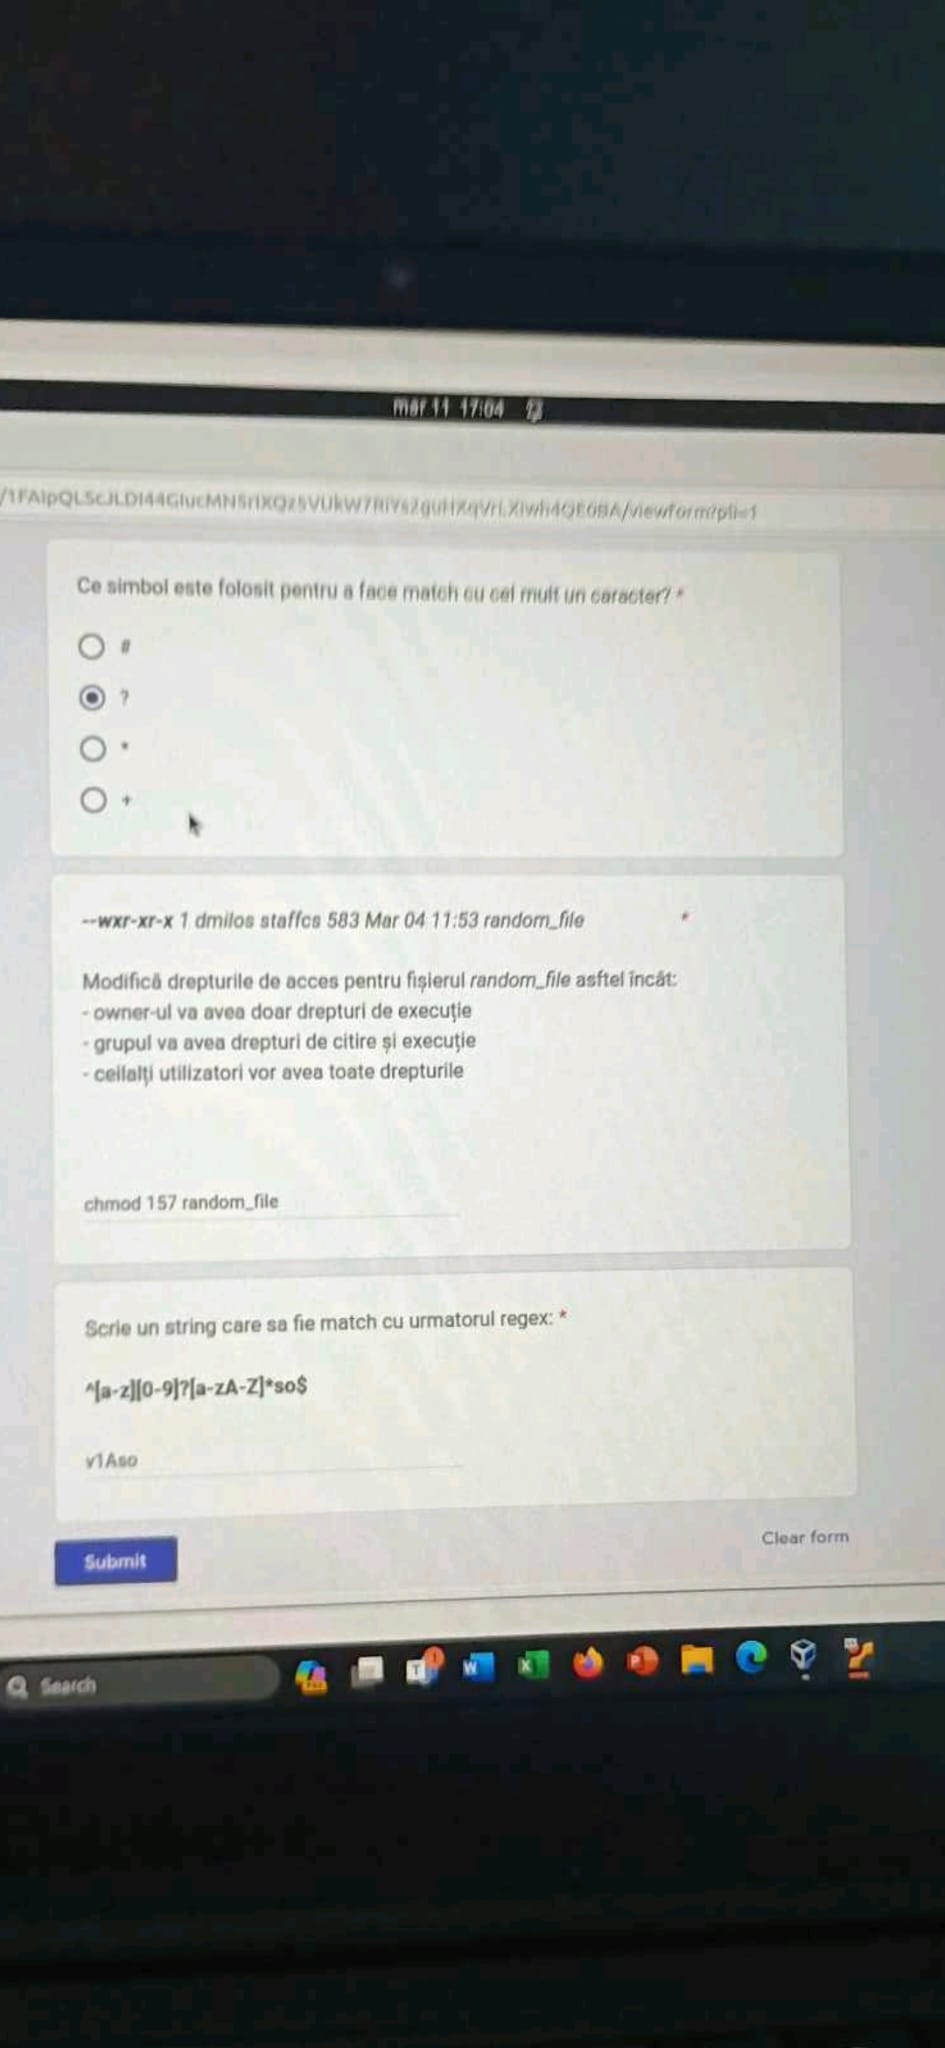 mar 11 17:04
Ce simbol este folosit pentru a face match cu cel mult un caracter? *
#
?
*
+
--wxr-xr-x 1 dmilos staffcs 583 Mar 04 11:53 random_file *
Modifică drepturile de acces pentru fișierul random_file asftel încât:
- owner-ul va avea doar drepturi de execuție
- grupul va avea drepturi de citire și execuție
- ceilalți utilizatori vor avea toate drepturile
chmod 157 random_file
Scrie un string care sa fie match cu urmatorul regex: *
^[a-z][0-9]?[a-zA-Z]*so$
v1Aso
Clear form
Submit
Search